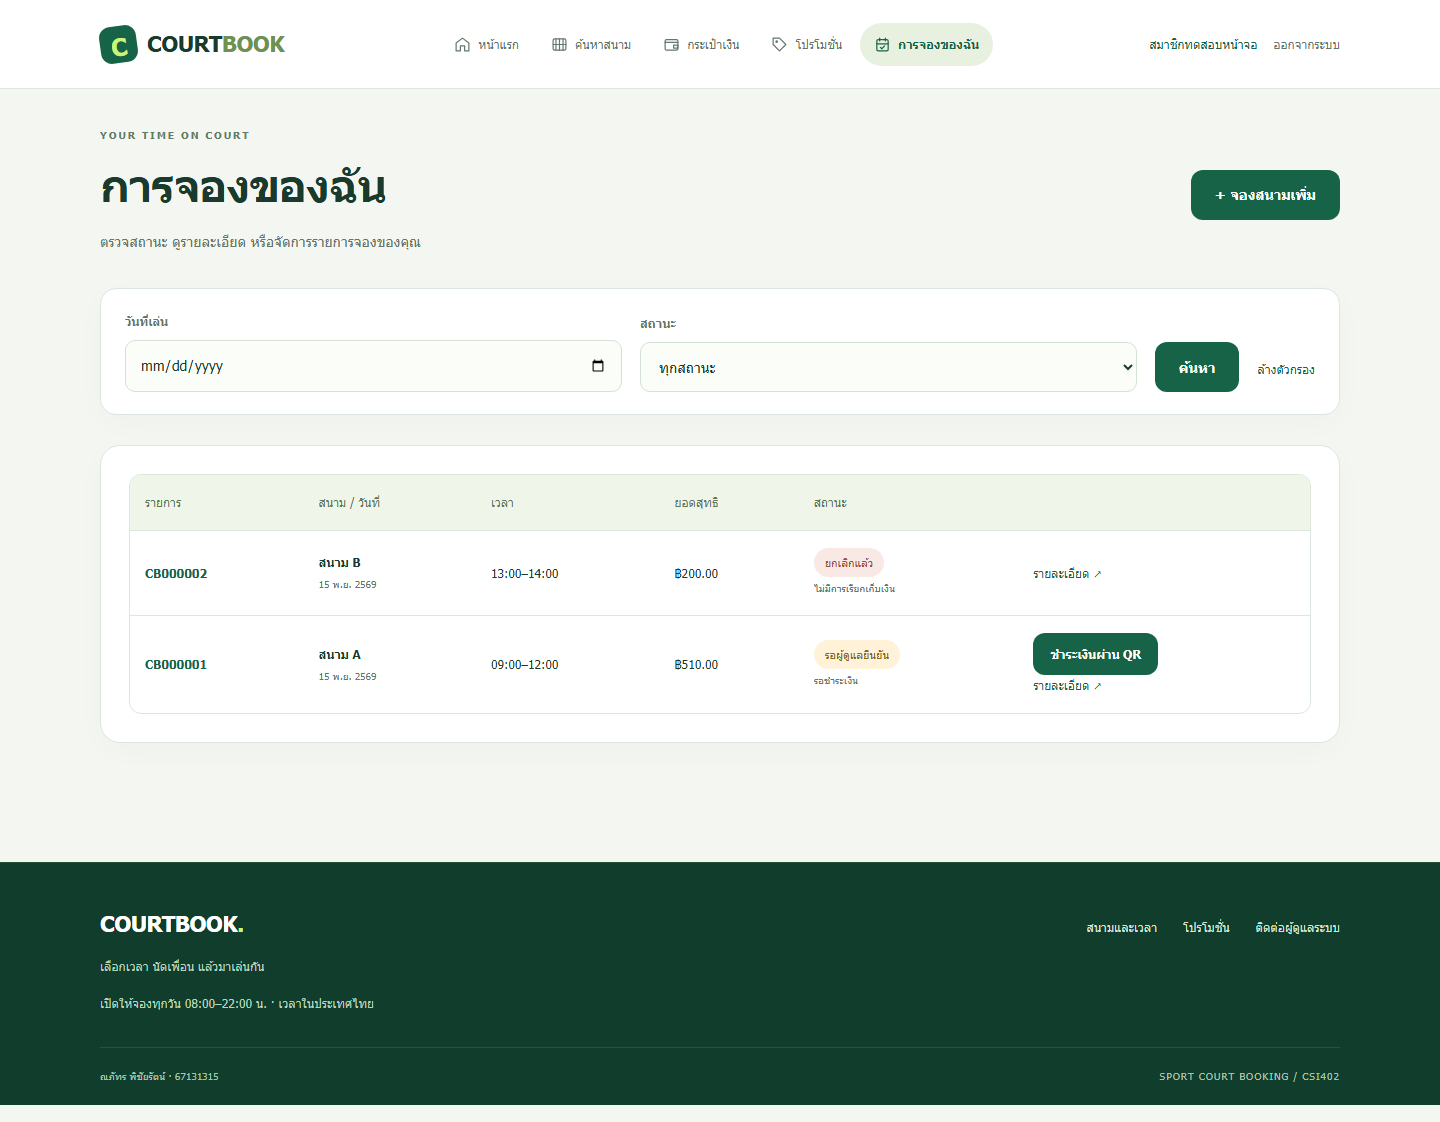 C COURTBOOK
หน้าแรก
ค้นหาสนาม
กระเป๋าเงิน
โปรโมชั่น
การจองของฉัน
สมาชิกทดสอบหน้าจอ
ออกจากระบบ
YOUR TIME ON COURT
การจองของฉัน
+ จองสนามเพิ่ม
ตรวจสถานะ ดูรายละเอียด หรือจัดการรายการจองของคุณ
วันที่เล่น
สถานะ
mm/dd/yyyy
ทุกสถานะ
ค้นหา
ล้างตัวกรอง
รายการ
สนาม / วันที่
เวลา
ยอดสุทธิ
สถานะ
CB000002
สนาม B
15 พ.ย. 2569
13:00–14:00
฿200.00
ยกเลิกแล้ว
ไม่มีการเรียกเก็บเงิน
รายละเอียด ↗
CB000001
สนาม A
15 พ.ย. 2569
09:00–12:00
฿510.00
รอผู้ดูแลยืนยัน
รอชำระเงิน
ชำระเงินผ่าน QR
รายละเอียด ↗
COURTBOOK.
สนามและเวลา
โปรโมชั่น
ติดต่อผู้ดูแลระบบ
เลือกเวลา นัดเพื่อน แล้วมาเล่นกัน
เปิดให้จองทุกวัน 08:00–22:00 น. · เวลาในประเทศไทย
ณภัทร พิชัยรัตน์ · 67131315
SPORT COURT BOOKING / CSI402